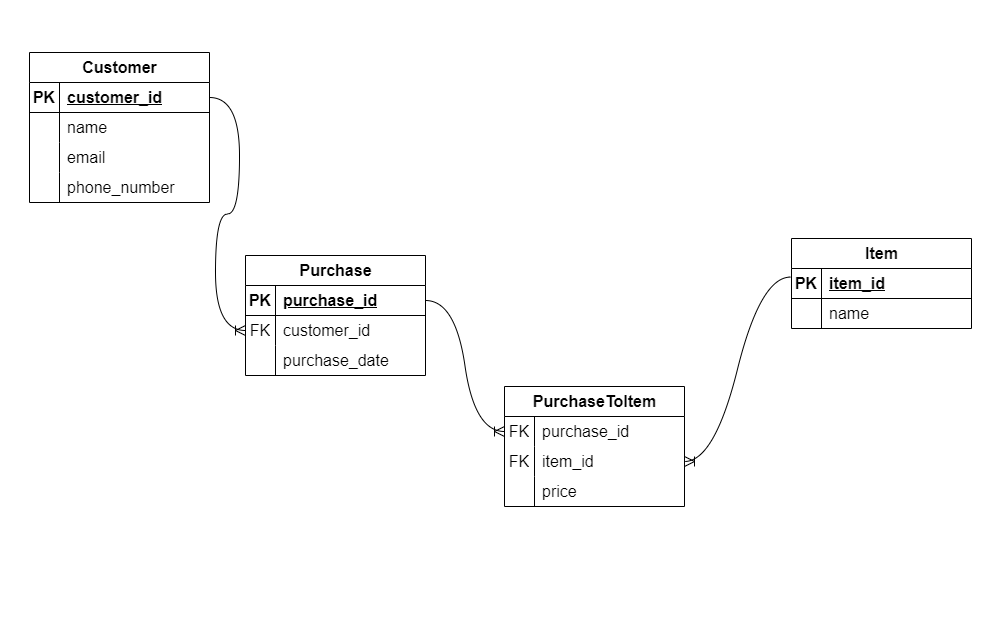 Customer
PK customer_id
name
email
phone_number
Purchase
PK purchase_id
FK customer_id
purchase_date
Item
PK item_id
name
PurchaseToItem
FK purchase_id
FK item_id
price